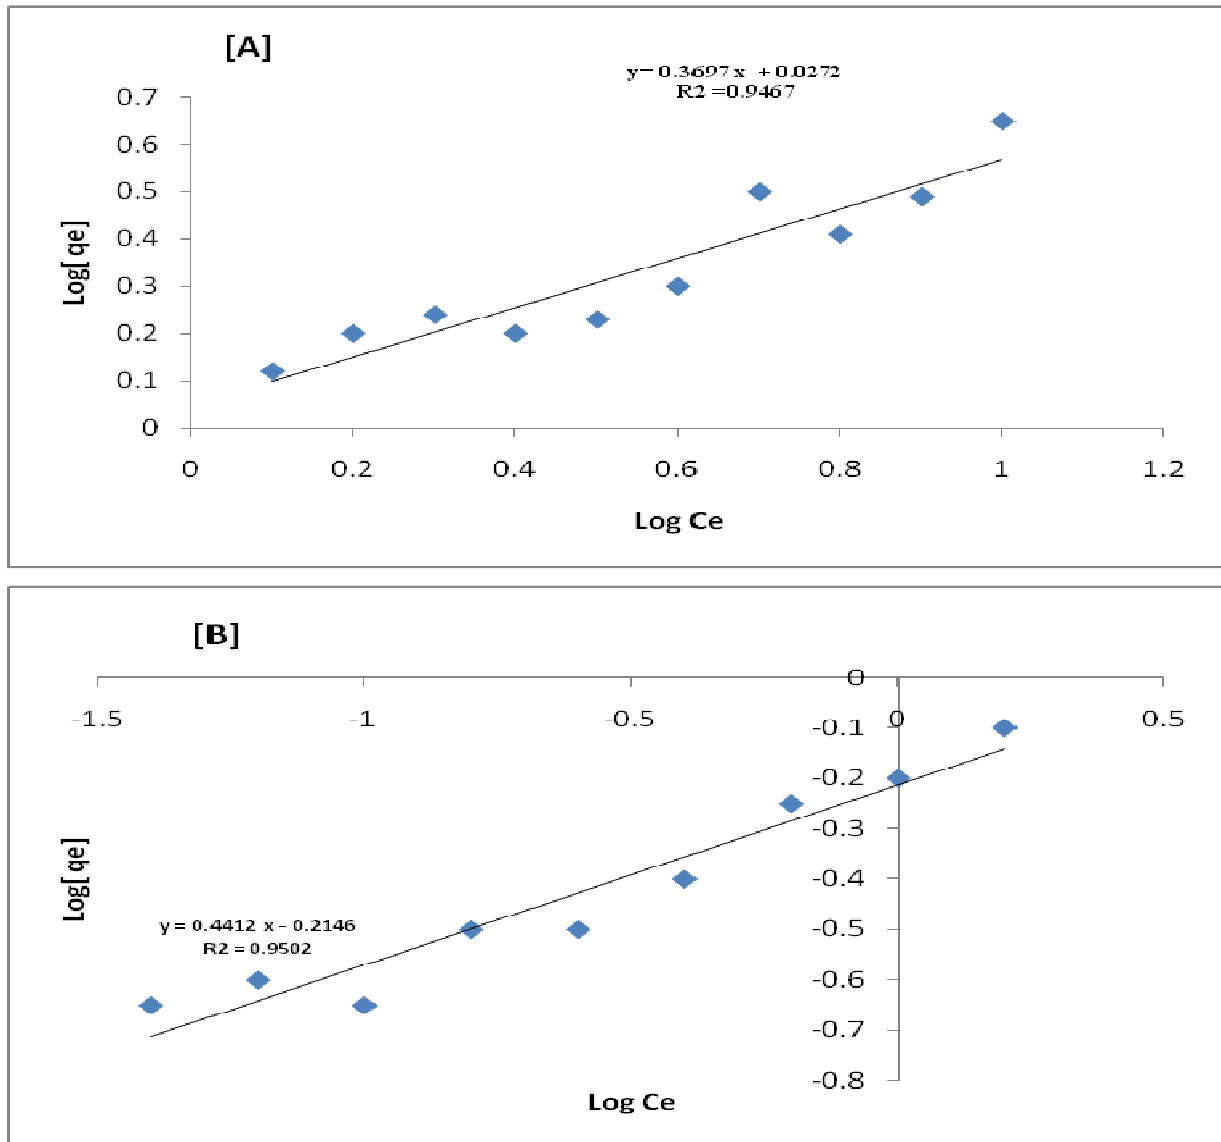 [A]
y= 0.3697 x + 0.0272
R2 =0.9467
0.7
0.6
0.5
0.4
0.3
0.2
0.1
0
Log[ qe]
0 0.2 0.4 0.6 0.8 1 1.2
Log Ce
[B]
0
-1.5 -1 -0.5 0 0.5
-0.1
-0.2
-0.3
-0.4
-0.5
-0.6
-0.7
-0.8
Log[ qe]
y = 0.4412 x - 0.2146
R2 = 0.9502
Log Ce